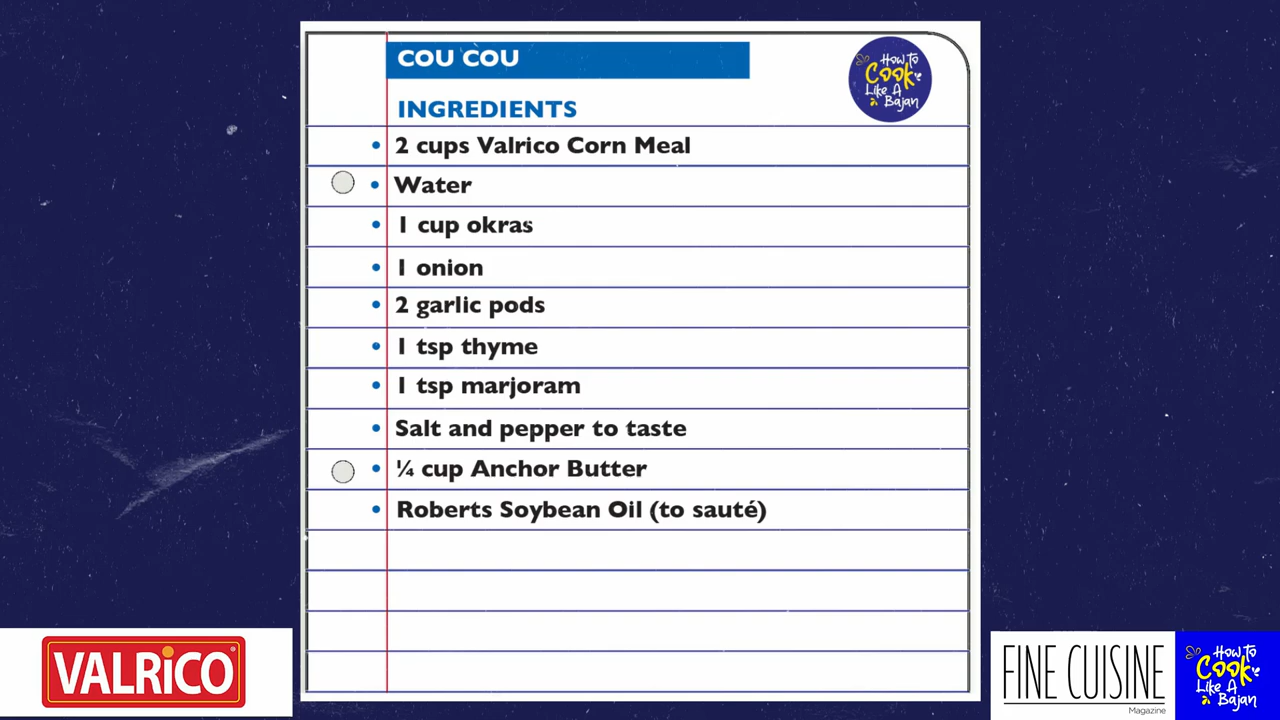 COU COU
How To
Cook
Like A
Bajan
INGREDIENTS
• 2 cups Valrico Corn Meal
• Water
• 1 cup okras
• 1 onion
• 2 garlic pods
• 1 tsp thyme
• 1 tsp marjoram
• Salt and pepper to taste
• ¼ cup Anchor Butter
• Roberts Soybean Oil (to sauté)
VALRiCO
FINE CUISINE
Magazine
How To
Cook
Like A
Bajan